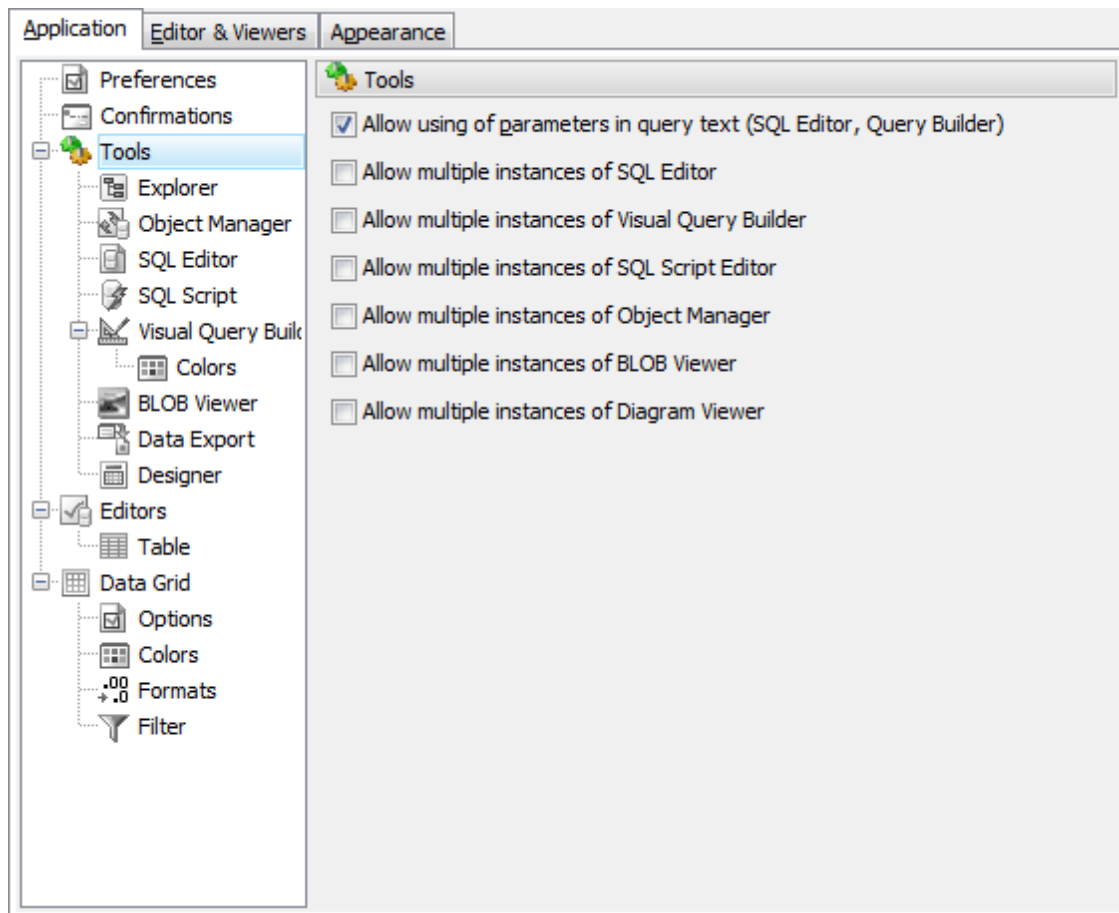 Application
Editor & Viewers
Appearance
Preferences
Confirmations
Tools
Explorer
Object Manager
SQL Editor
SQL Script
Visual Query Builc
Colors
BLOB Viewer
Data Export
Designer
Editors
Table
Data Grid
Options
Colors
Formats
Filter
Tools
Allow using of parameters in query text (SQL Editor, Query Builder)
Allow multiple instances of SQL Editor
Allow multiple instances of Visual Query Builder
Allow multiple instances of SQL Script Editor
Allow multiple instances of Object Manager
Allow multiple instances of BLOB Viewer
Allow multiple instances of Diagram Viewer